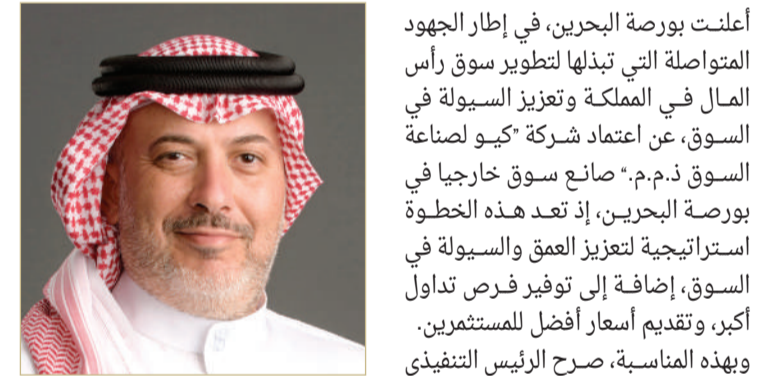 أعلنت بورصة البحرين، في إطار الجهود
المتواصلة التي تبذلها لتطوير سوق رأس
المال في المملكة وتعزيز السيولة في
السوق، عن اعتماد شركة "كيو لصناعة
السوق ذ.م.م." صانع سوق خارجيا في
بورصة البحرين، إذ تعد هذه الخطوة
استراتيجية لتعزيز العمق والسيولة في
السوق، إضافة إلى توفير فرص تداول
أكبر، وتقديم أسعار أفضل للمستثمرين.
وبهذه المناسبة، صرح الرئيس التنفيذي